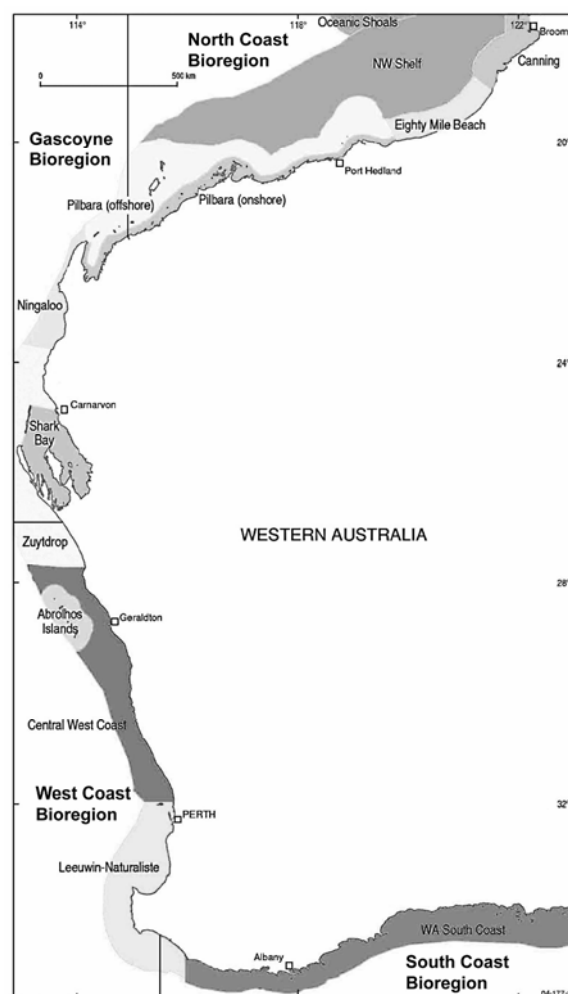 114°
118°
122°
Oceanic Shoals
Broom
North Coast
Bioregion
Canning
0
500 km
NW Shelf
Eighty Mile Beach
Gascoyne
Bioregion
20°
Port Hedland
Pilbara (offshore)
Pilbara (onshore)
Ningaloo
24°
Carnarvon
Shark
Bay
WESTERN AUSTRALIA
Zuytdrop
28°
Abrolhos
Islands
Geraldton
Central West Coast
32°
West Coast
Bioregion
PERTH
Leeuwin-Naturaliste
WA South Coast
Albany
South Coast
Bioregion